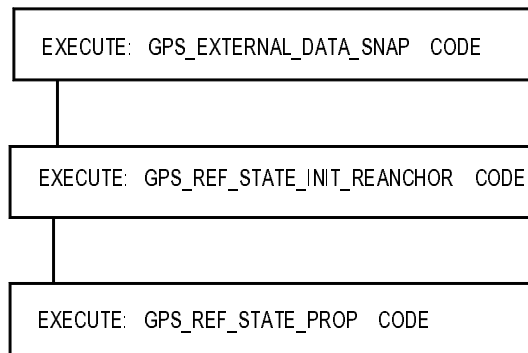 EXECUTE: GPS_EXTERNAL_DATA_SNAP CODE
EXECUTE: GPS_REF_STATE_INIT_REANCHOR CODE
EXECUTE: GPS_REF_STATE_PROP CODE